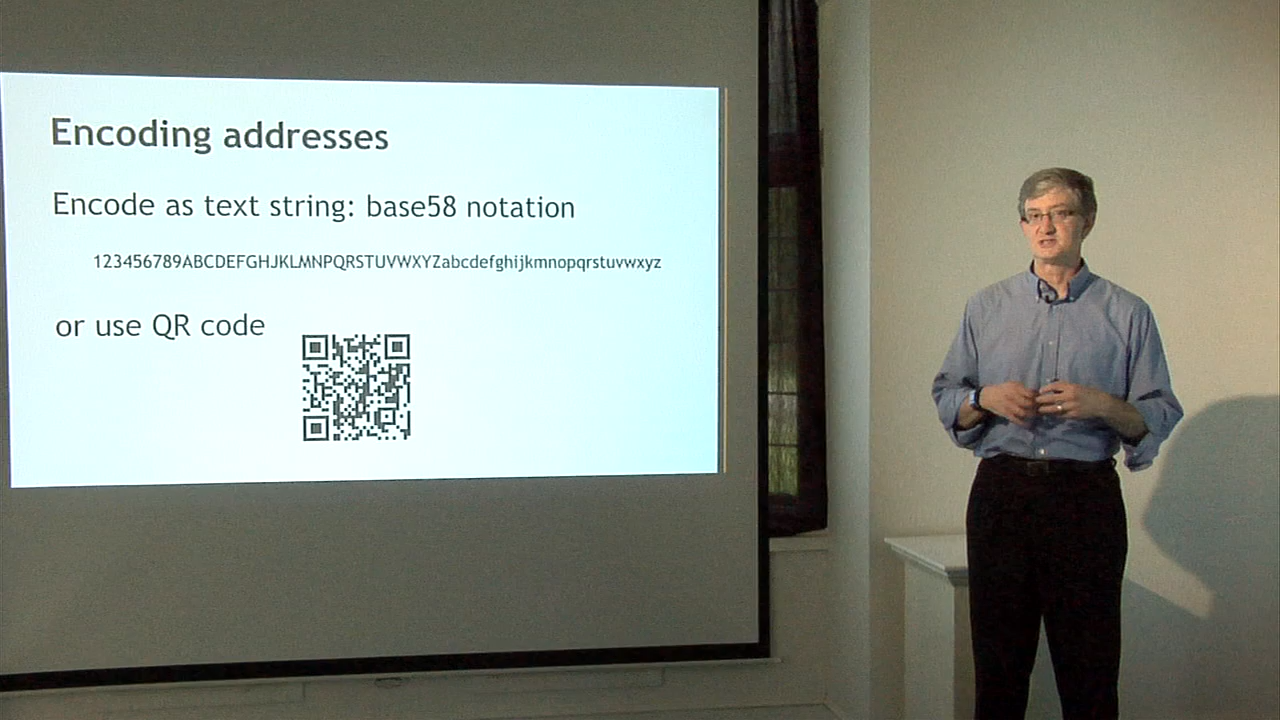 Encoding addresses
Encode as text string: base58 notation
123456789ABCDEFGHJKLMNPQRSTUVWXYZabcdefghijkmnopqrstuvwxyz
or use QR code